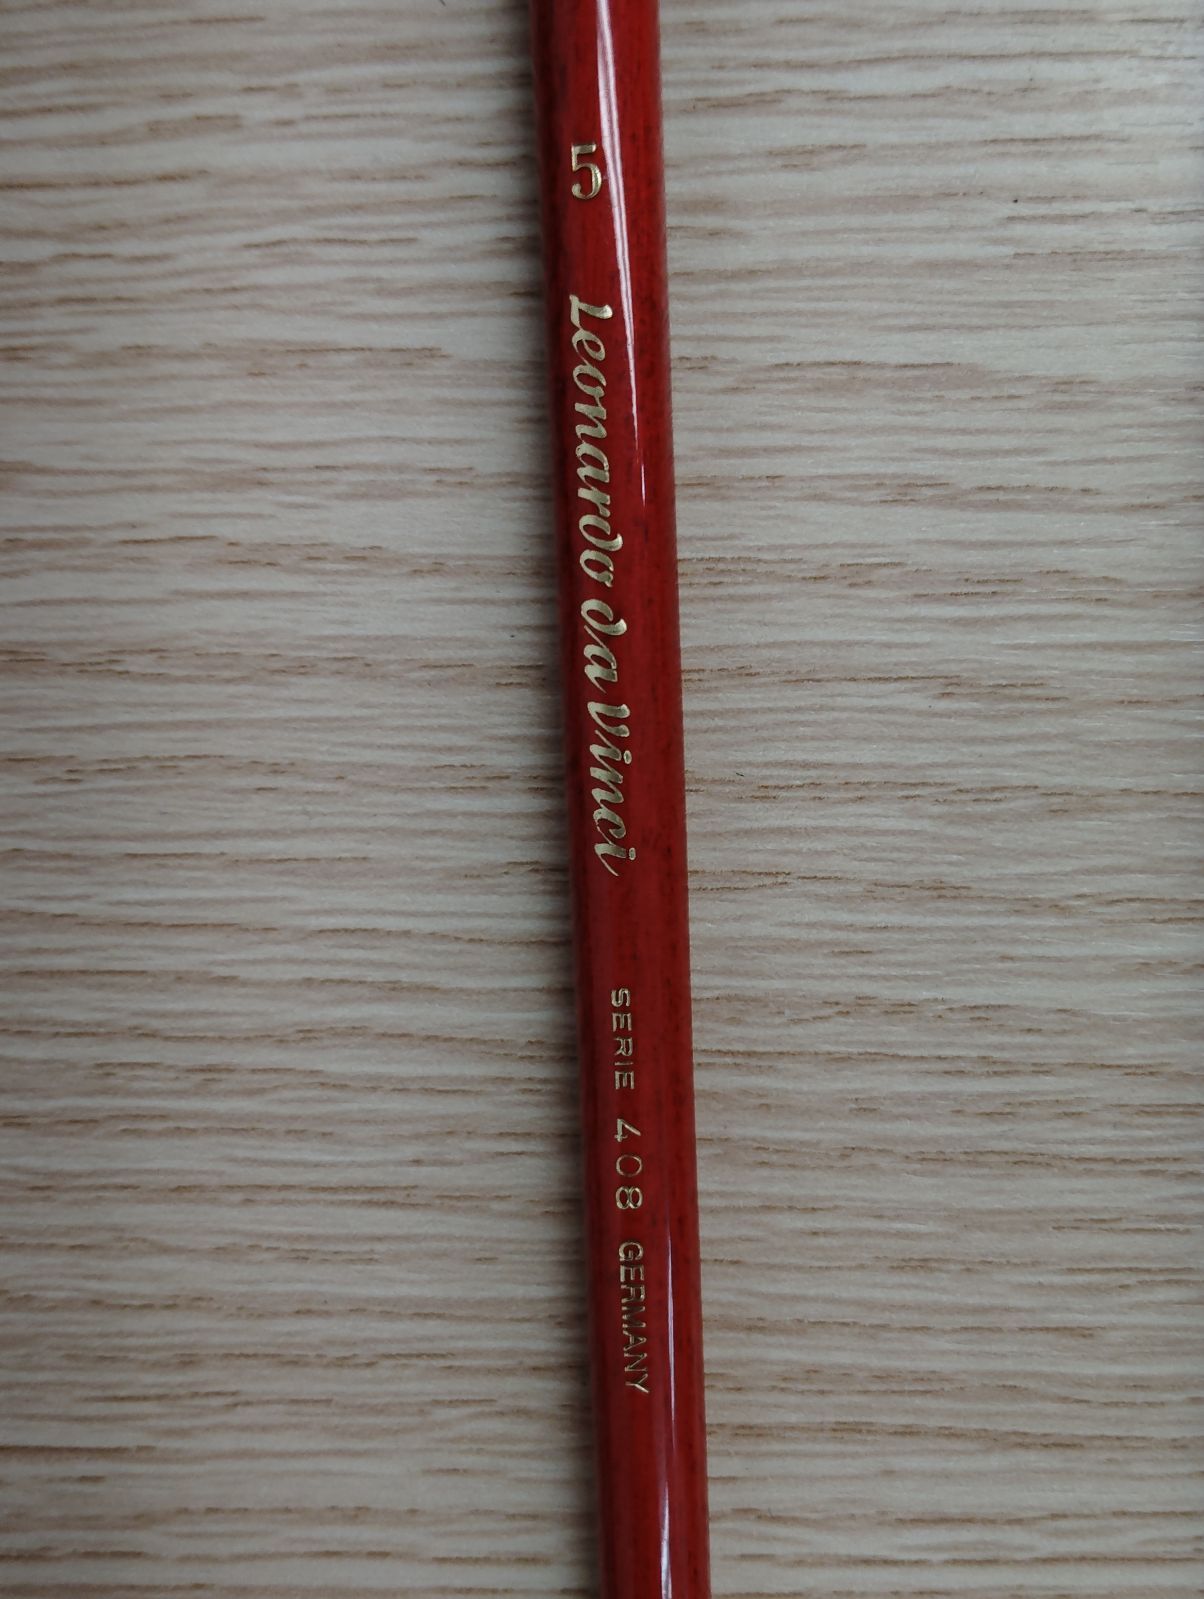 5 Leonardo da Vinci SERIE 408 GERMANY